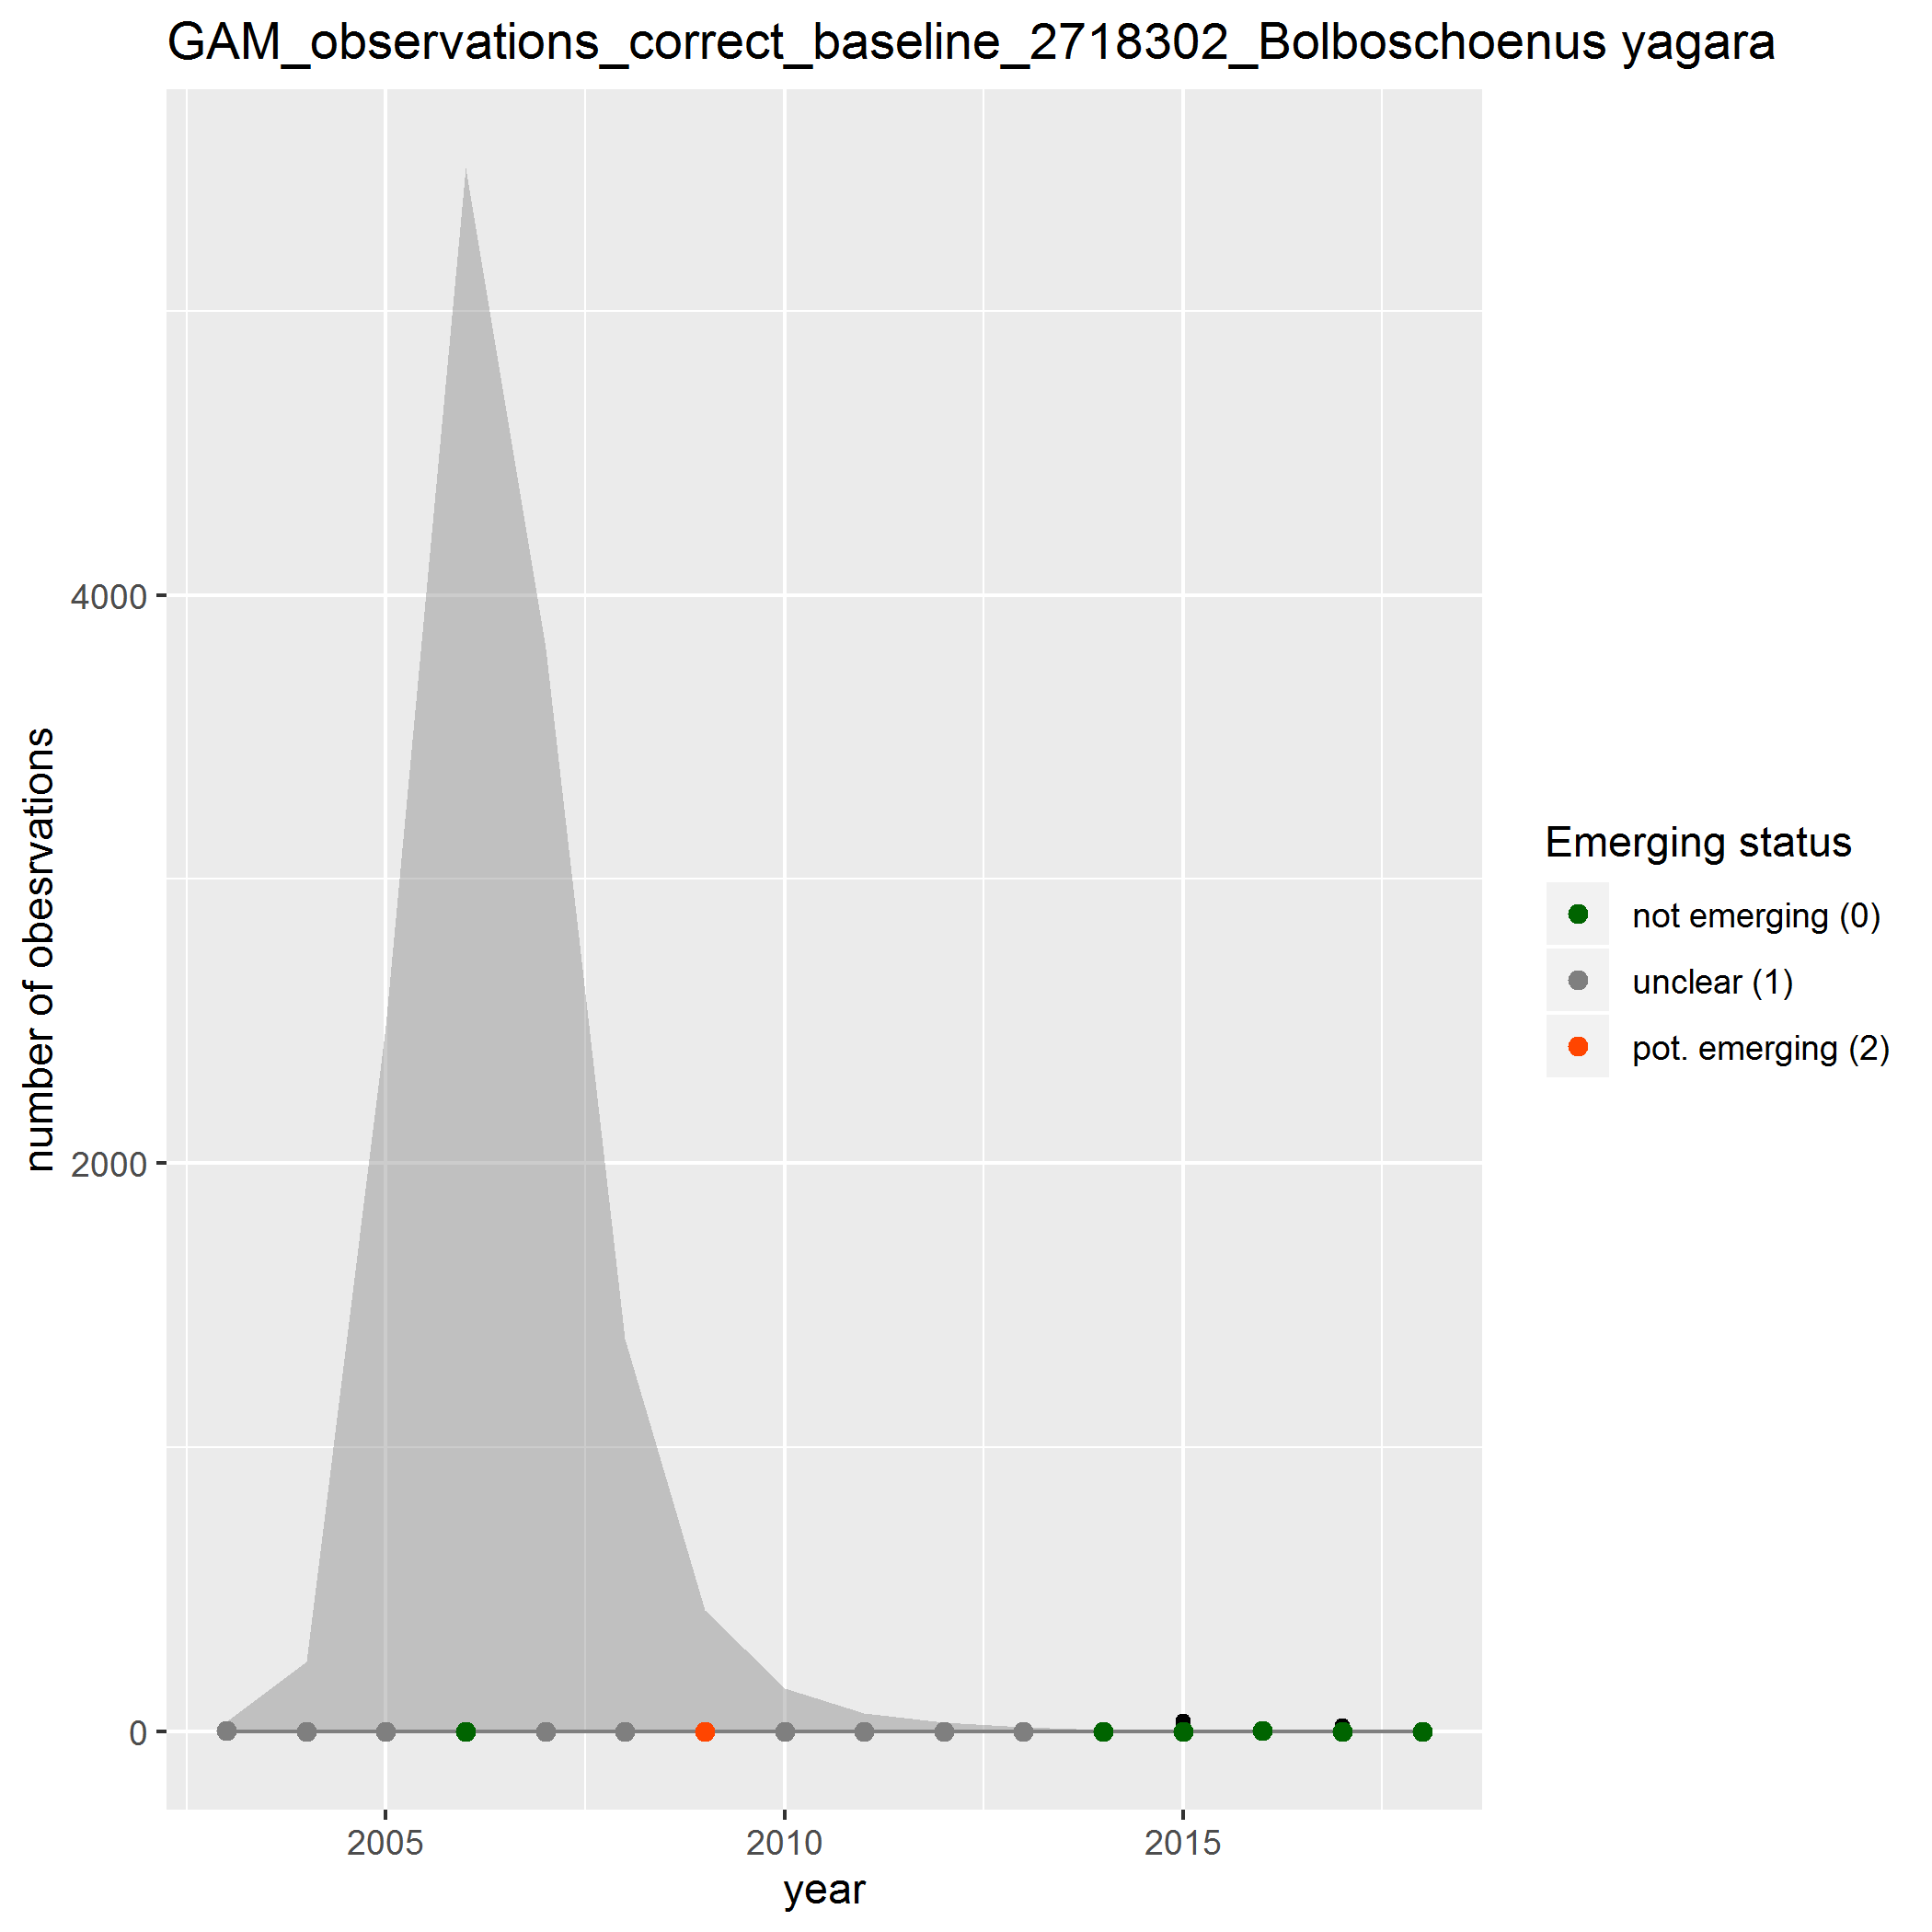 GAM_observations_correct_baseline_2718302_Bolboschoenus yagara
number of obesrvations
4000
2000
0
2005
2010
2015
year
Emerging status
not emerging (0)
unclear (1)
pot. emerging (2)